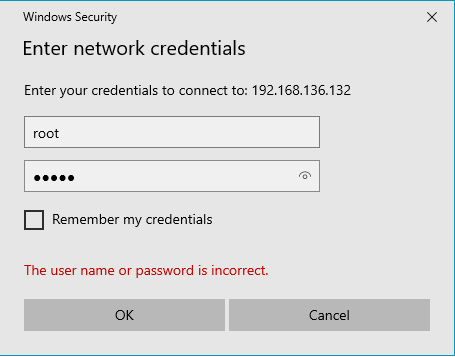 Windows Security
Enter network credentials
Enter your credentials to connect to: 192.168.136.132
root
●●●●●
Remember my credentials
The user name or password is incorrect.
OK
Cancel